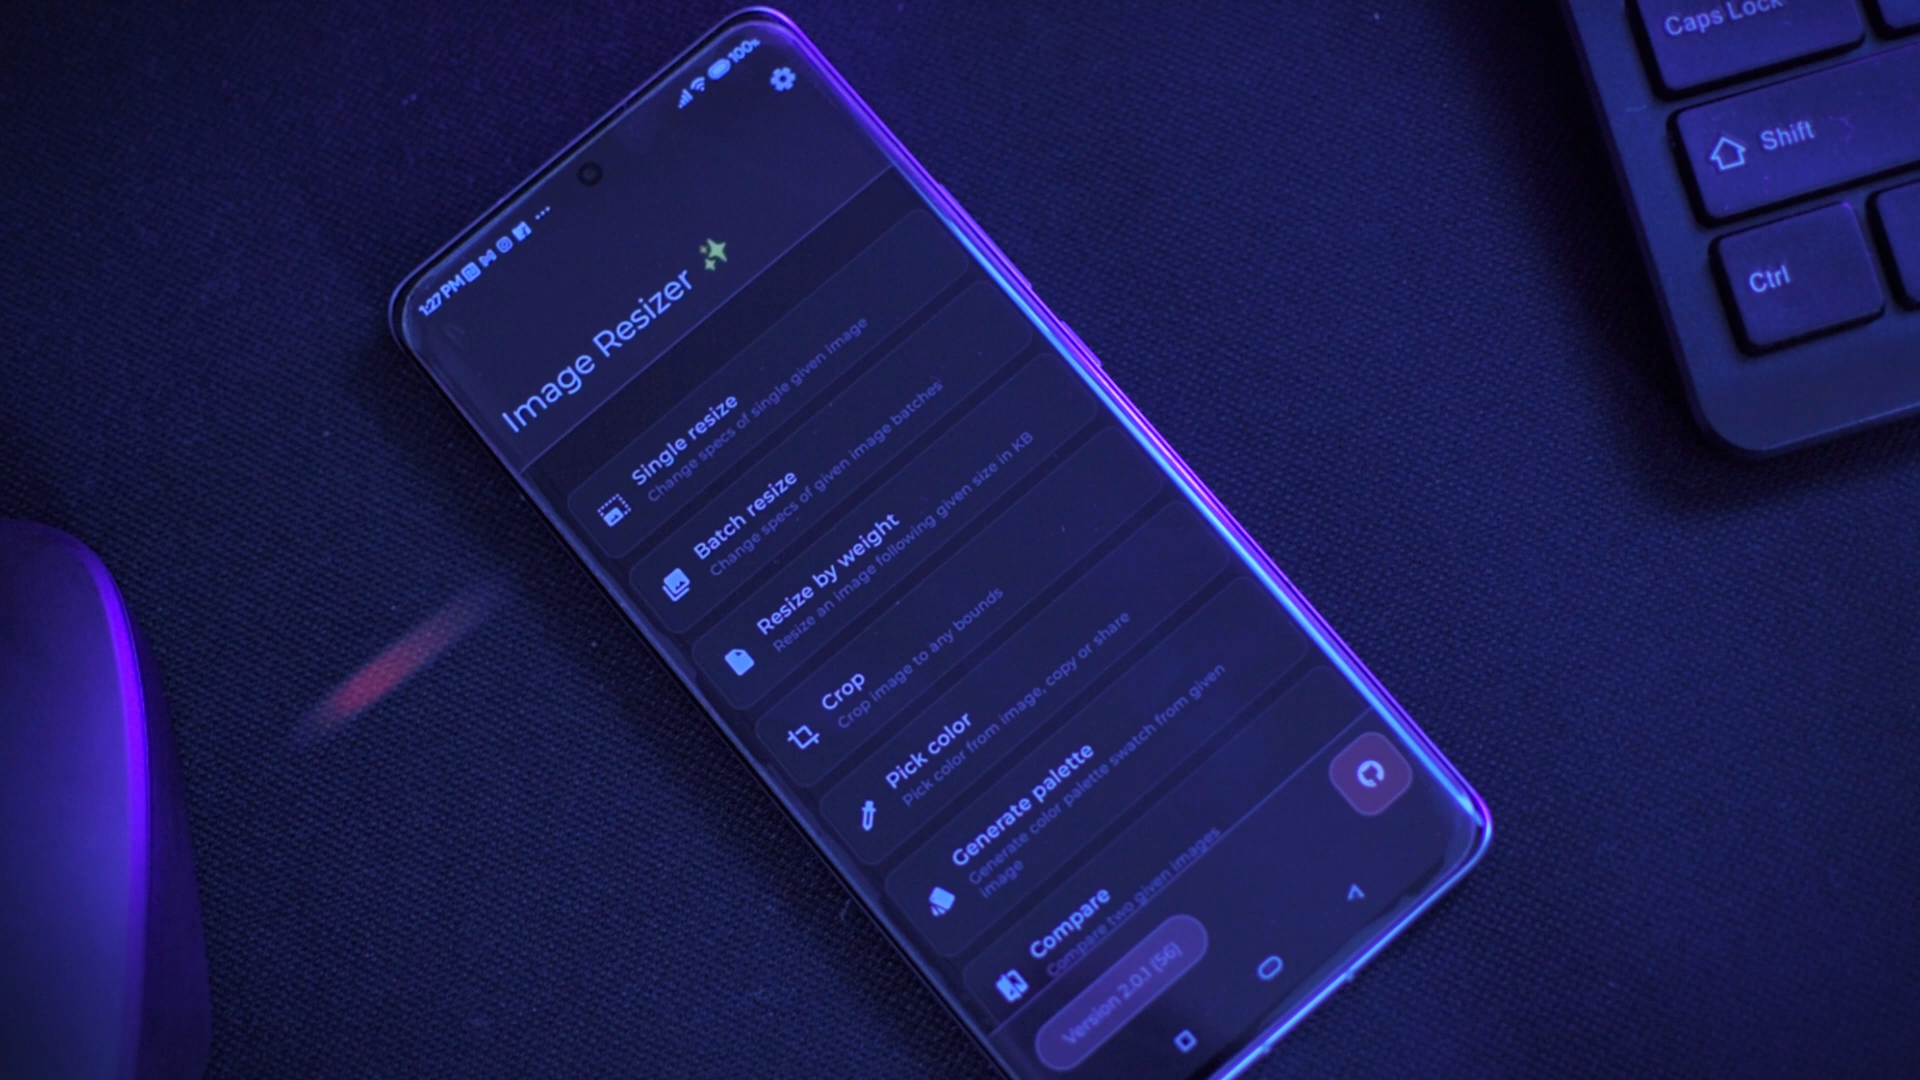 1:27 PM
100%
Image Resizer
Single resize
Change specs of single given image
Batch resize
Change specs of given image batches
Resize by weight
Resize an image following given size in KB
Crop
Crop image to any bounds
Pick color
Pick color from image, copy or share
Generate palette
Generate color palette swatch from given
image
Compare
Compare two given images
Version 2.0.1 (56)
Caps Lock
Shift
Ctrl